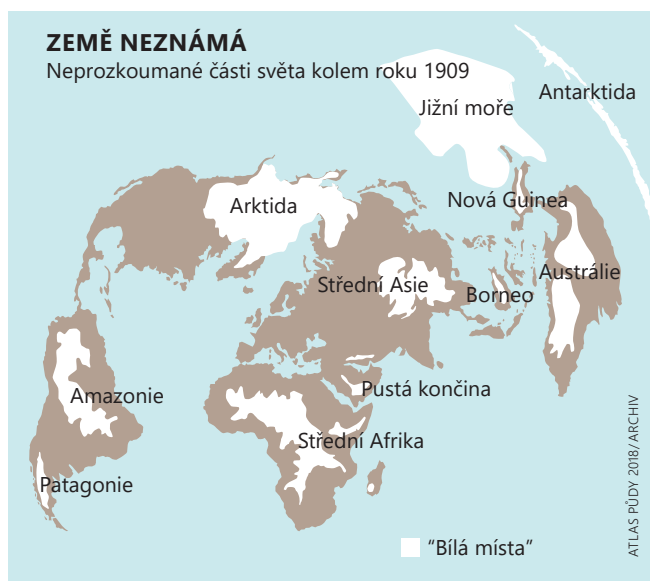 ZEMĚ NEZNÁMÁ
Neprozkoumané části světa kolem roku 1909
Antarktida
Jižní moře
Nová Guinea
Arktida
Střední Asie
Borneo
Austrálie
Pustá končina
Amazonie
Střední Afrika
Patagonie
"Bílá místa"
ATLAS PŮDY 2018/ARCHIV